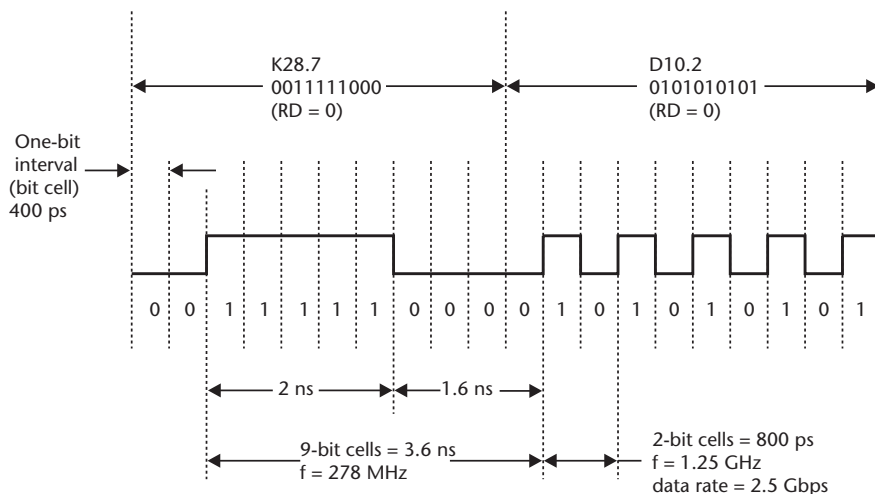 K28.7
0011111000
(RD = 0)
D10.2
0101010101
(RD = 0)
One-bit
interval
(bit cell)
400 ps
0 0 1 1 1 1 1 0 0 0 0 1 0 1 0 1 0 1 0 1
2 ns
1.6 ns
9-bit cells = 3.6 ns
f = 278 MHz
2-bit cells = 800 ps
f = 1.25 GHz
data rate = 2.5 Gbps